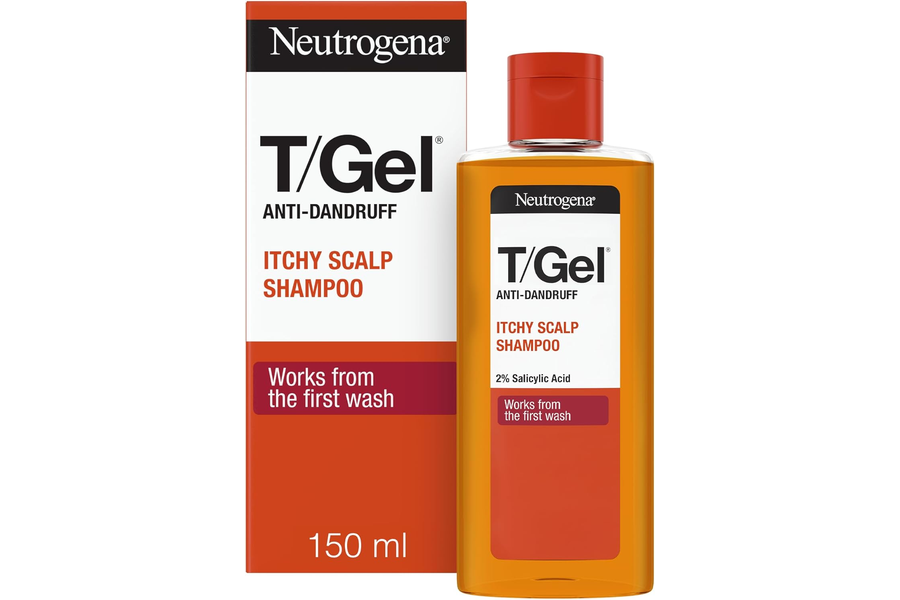 Neutrogena®
T/Gel®
ANTI-DANDRUFF
ITCHY SCALP
SHAMPOO
Works from
the first wash
150 ml
Neutrogena®
T/Gel®
ANTI-DANDRUFF
ITCHY SCALP
SHAMPOO
2% Salicylic Acid
Works from
the first wash